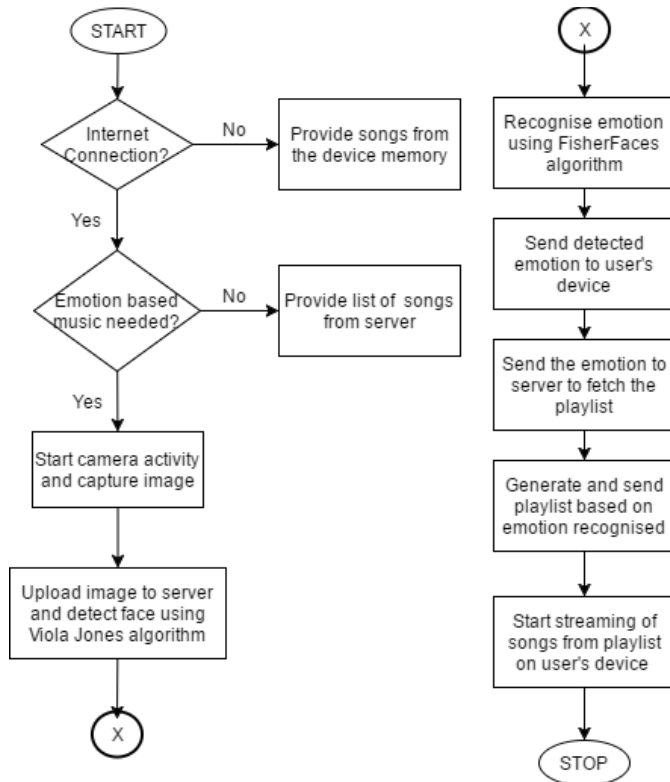 START
Internet
Connection?
No
Provide songs from
the device memory
Yes
Emotion based
music needed?
No
Provide list of songs
from server
Yes
Start camera activity
and capture image
Upload image to server
and detect face using
Viola Jones algorithm
X
X
Recognise emotion
using FisherFaces
algorithm
Send detected
emotion to user's
device
Send the emotion to
server to fetch the
playlist
Generate and send
playlist based on
emotion recognised
Start streaming of
songs from playlist
on user's device
STOP